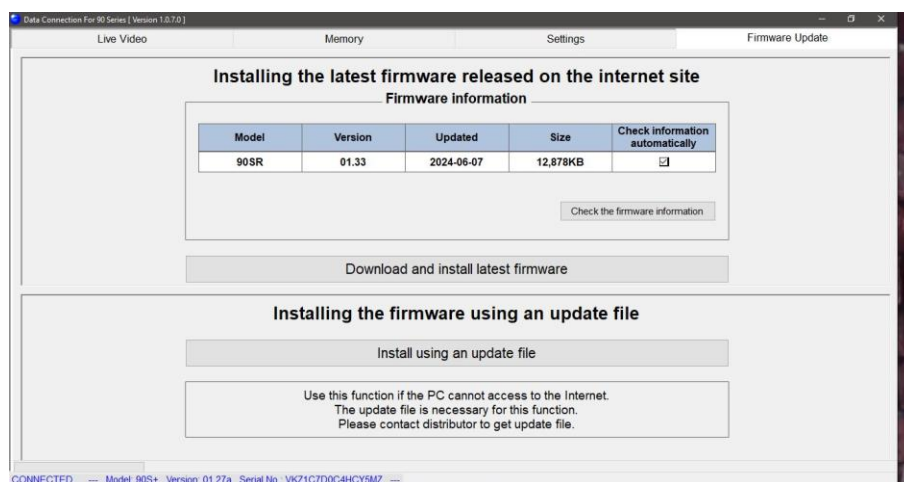 Data Connection For 90 Series [ Version 1.0.7.0 ]
Live Video Memory Settings Firmware Update
Installing the latest firmware released on the internet site
Firmware information
Model Version Updated Size Check information automatically
90SR 01.33 2024-06-07 12,878KB
Check the firmware information
Download and install latest firmware
Installing the firmware using an update file
Install using an update file
Use this function if the PC cannot access to the Internet.
The update file is necessary for this function.
Please contact distributor to get update file.
CONNECTED --- Model: 90S+ Version: 01.27a Serial No.: VKZ1C7D0C4HCY5MZ ---